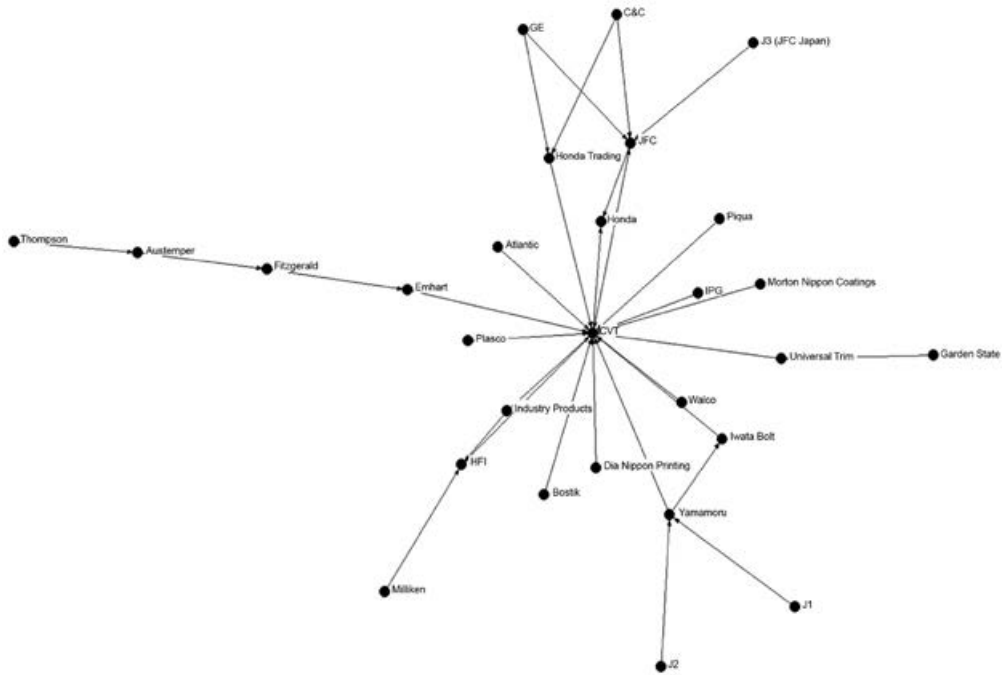 C&C
GE
J3 (JFC Japan)
JFC
Honda Trading
Honda
Piqua
Thompson
Atlantic
Austemper
Fitzgerald
Morton Nippon Coatings
Emhart
IPG
CVT
Plasco
Universal Trim
Garden State
Walco
Industry Products
Iwata Bolt
HFI
Dia Nippon Printing
Bostik
Yamamoru
Milliken
J1
J2